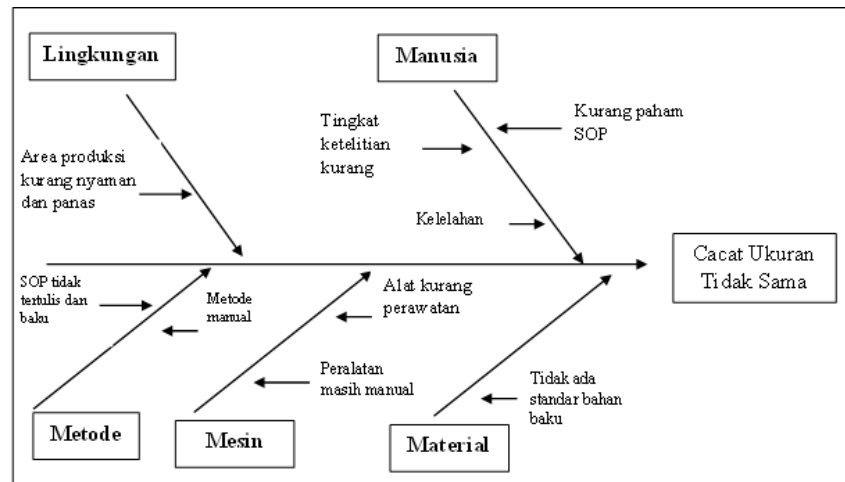 Lingkungan
Manusia
Tingkat
ketelitian
kurang
Kurang paham
SOP
Area produksi
kurang nyaman
dan panas
Kelelahan
Cacat Ukuran
Tidak Sama
SOP tidak
tertulis dan
baku
Metode
manual
Alat kurang
perawatan
Peralatan
masih manual
Tidak ada
standar bahan
baku
Metode
Mesin
Material